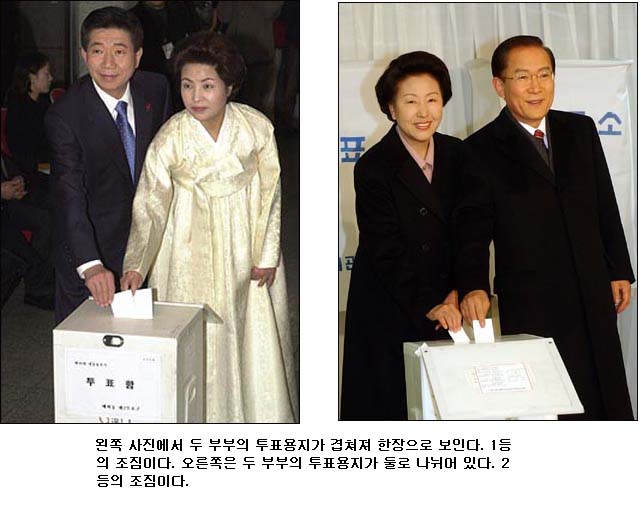 투표함
표
소
왼쪽 사진에서 두 부부의 투표용지가 겹쳐져 한장으로 보인다. 1등
의 조짐이다. 오른쪽은 두 부부의 투표용지가 둘로 나뉘어 있다. 2
등의 조짐이다.